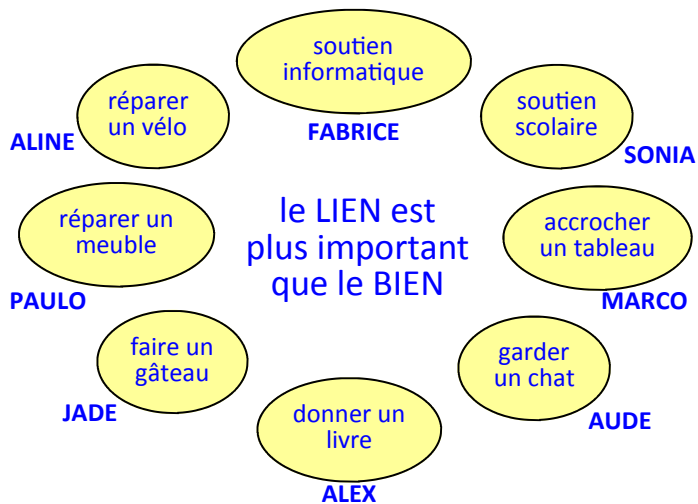 soutien
informatique
FABRICE
réparer
un vélo
ALINE
soutien
scolaire
SONIA
réparer un
meuble
PAULO
le LIEN est
plus important
que le BIEN
accrocher
un tableau
MARCO
faire un
gâteau
JADE
garder
un chat
AUDE
donner un
livre
ALEX